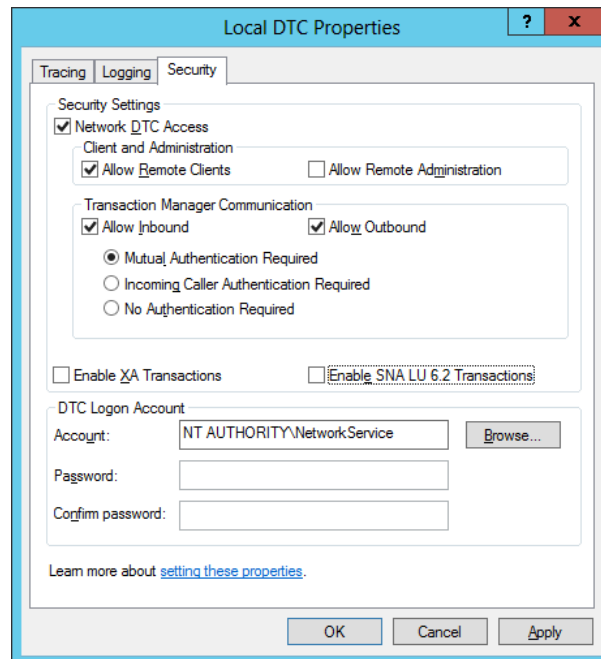 Local DTC Properties
? x
Tracing Logging Security
Security Settings
Network DTC Access
Client and Administration
Allow Remote Clients Allow Remote Administration
Transaction Manager Communication
Allow Inbound Allow Outbound
Mutual Authentication Required
Incoming Caller Authentication Required
No Authentication Required
Enable XA Transactions Enable SNA LU 6.2 Transactions
DTC Logon Account
Account: NT AUTHORITY\NetworkService Browse...
Password:
Confirm password:
Learn more about setting these properties.
OK Cancel Apply